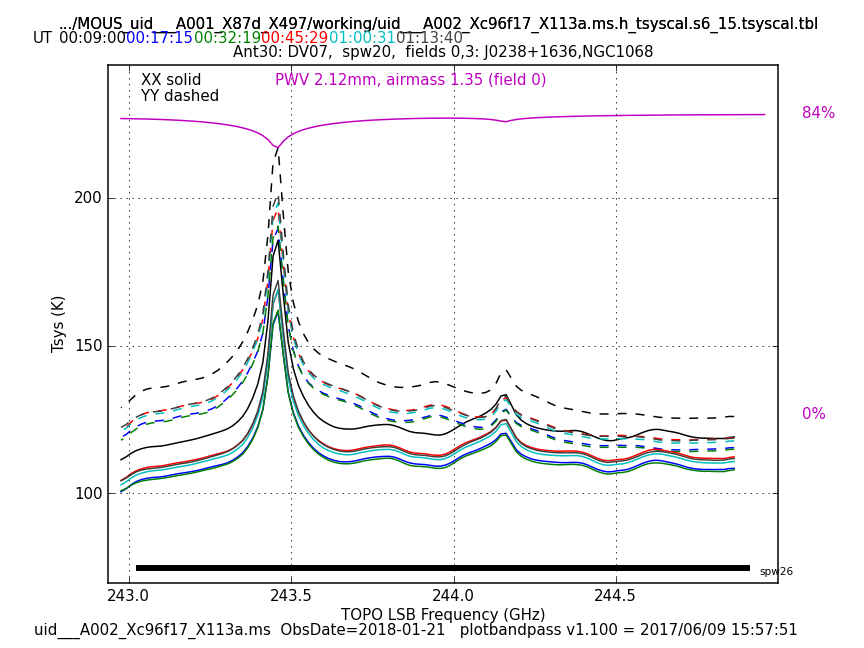 .../MOUS_uid___A001_X87d_X497/working/uid___A002_Xc96f17_X113a.ms.h_tsyscal.s6_15.tsyscal.tbl
UT 00:09:00 00:17:15 00:32:19 00:45:29 01:00:31 01:13:40
Ant30: DV07, spw20, fields 0,3: J0238+1636,NGC1068
XX solid PWV 2.12mm, airmass 1.35 (field 0)
YY dashed
84%
200
Tsys (K)
150
0%
100
spw26
243.0 243.5 244.0 244.5
TOPO LSB Frequency (GHz)
uid___A002_Xc96f17_X113a.ms ObsDate=2018-01-21 plotbandpass v1.100 = 2017/06/09 15:57:51